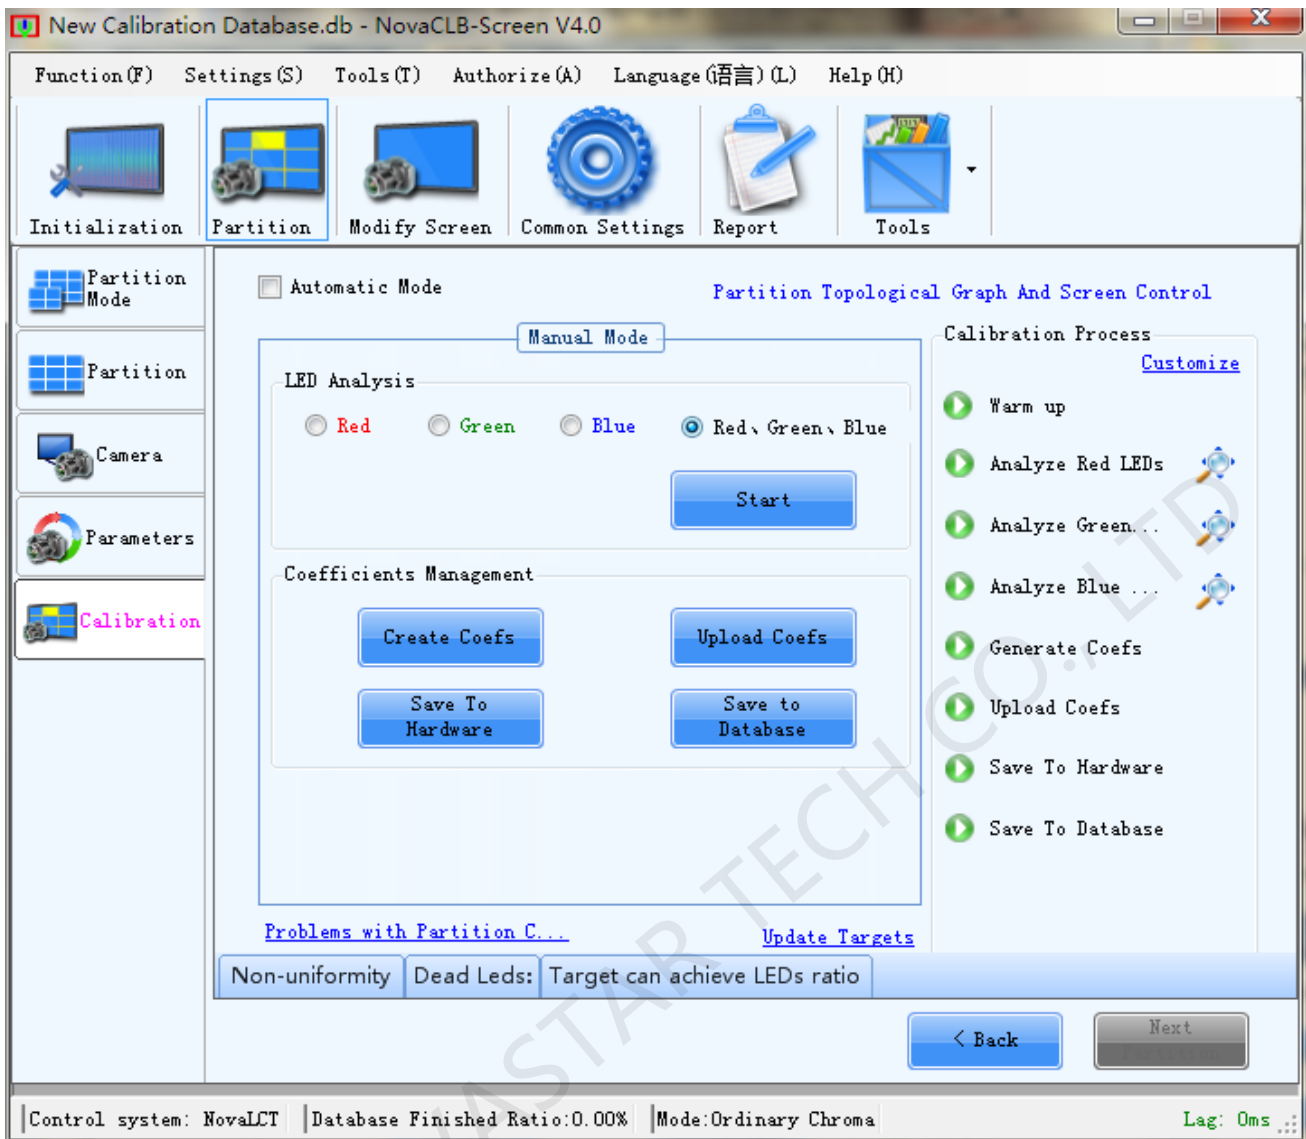 New Calibration Database.db - NovaCLB-Screen V4.0
Function(F) Settings(S) Tools(T) Authorize(A) Language(语言)(L) Help(H)
Initialization Partition Modify Screen Common Settings Report Tools
Partition
Mode
Partition
Camera
Parameters
Calibration
Automatic Mode
Partition Topological Graph And Screen Control
Manual Mode
LED Analysis
Red Green Blue Red、Green、Blue
Start
Coefficients Management
Create Coefs Upload Coefs
Save To
Hardware
Save to
Database
Calibration Process
Customize
Warm up
Analyze Red LEDs
Analyze Green...
Analyze Blue ...
Generate Coefs
Upload Coefs
Save To Hardware
Save To Database
Problems with Partition C...
Update Targets
Non-uniformity Dead Leds: Target can achieve LEDs ratio
< Back
Next
Partition
Control system: NovaLCT Database Finished Ratio:0.00% Mode:Ordinary Chroma Lag: 0ms
VASTAR TECH CO., LTD